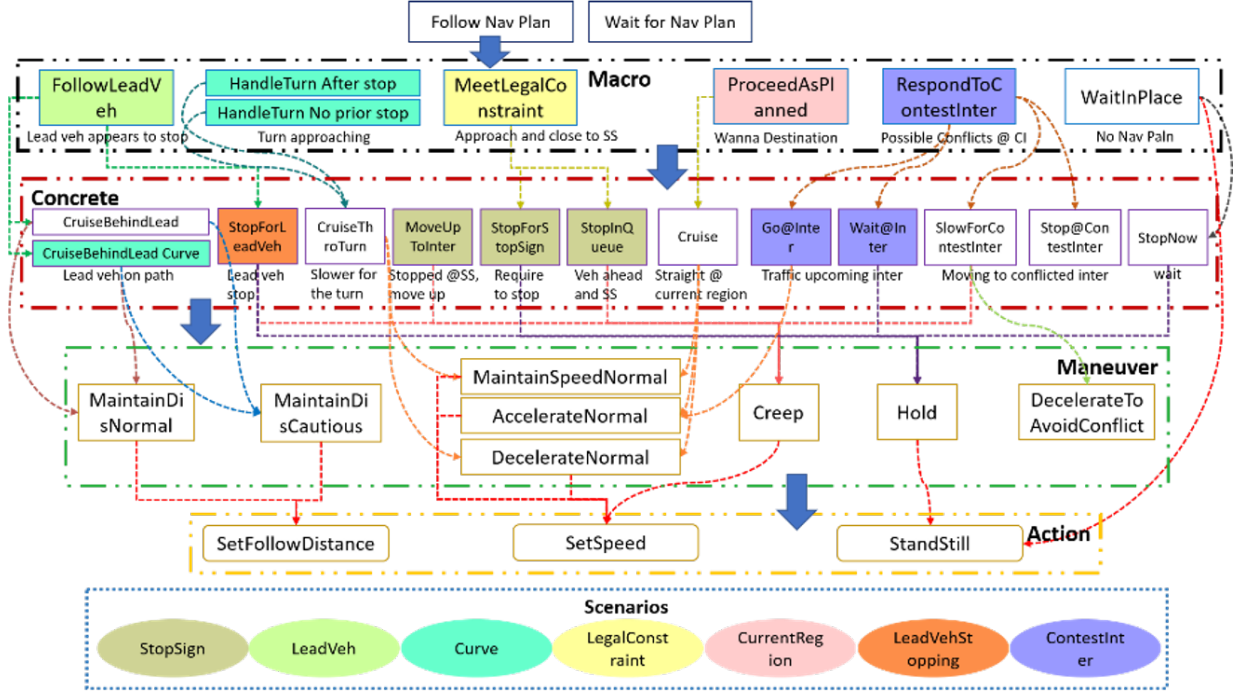 Follow Nav Plan
Wait for Nav Plan
FollowLeadV
eh
HandleTurn After stop
HandleTurn No prior stop
MeetLegalCo
nstraint
Macro
ProceedAsPl
anned
RespondToC
ontestInter
WaitInPlace
Lead veh appears to stop
Turn approaching
Approach and close to SS
Wanna Destination
Possible Conflicts @ CI
No Nav Paln
Concrete
CruiseBehindLead
CruiseBehindLead Curve
Lead veh on path
StopForL
eadVeh
Lead veh
stop
CruiseTh
roTurn
Slower for
the turn
MoveUp
ToInter
Stopped @SS,
move up
StopForS
topSign
Require
to stop
StopInQ
ueue
Veh ahead
and SS
Cruise
Straight @
current region
Go@Inte
r
Wait@In
ter
Traffic upcoming inter
SlowForCo
ntestInter
Stop@Con
testInter
Moving to conflicted inter
StopNow
wait
Maneuver
MaintainDi
sNormal
MaintainDi
sCautious
MaintainSpeedNormal
AccelerateNormal
DecelerateNormal
Creep
Hold
DecelerateTo
AvoidConflict
SetFollowDistance
SetSpeed
StandStill
Action
Scenarios
StopSign
LeadVeh
Curve
LegalConst
raint
CurrentReg
ion
LeadVehSt
opping
ContestInt
er